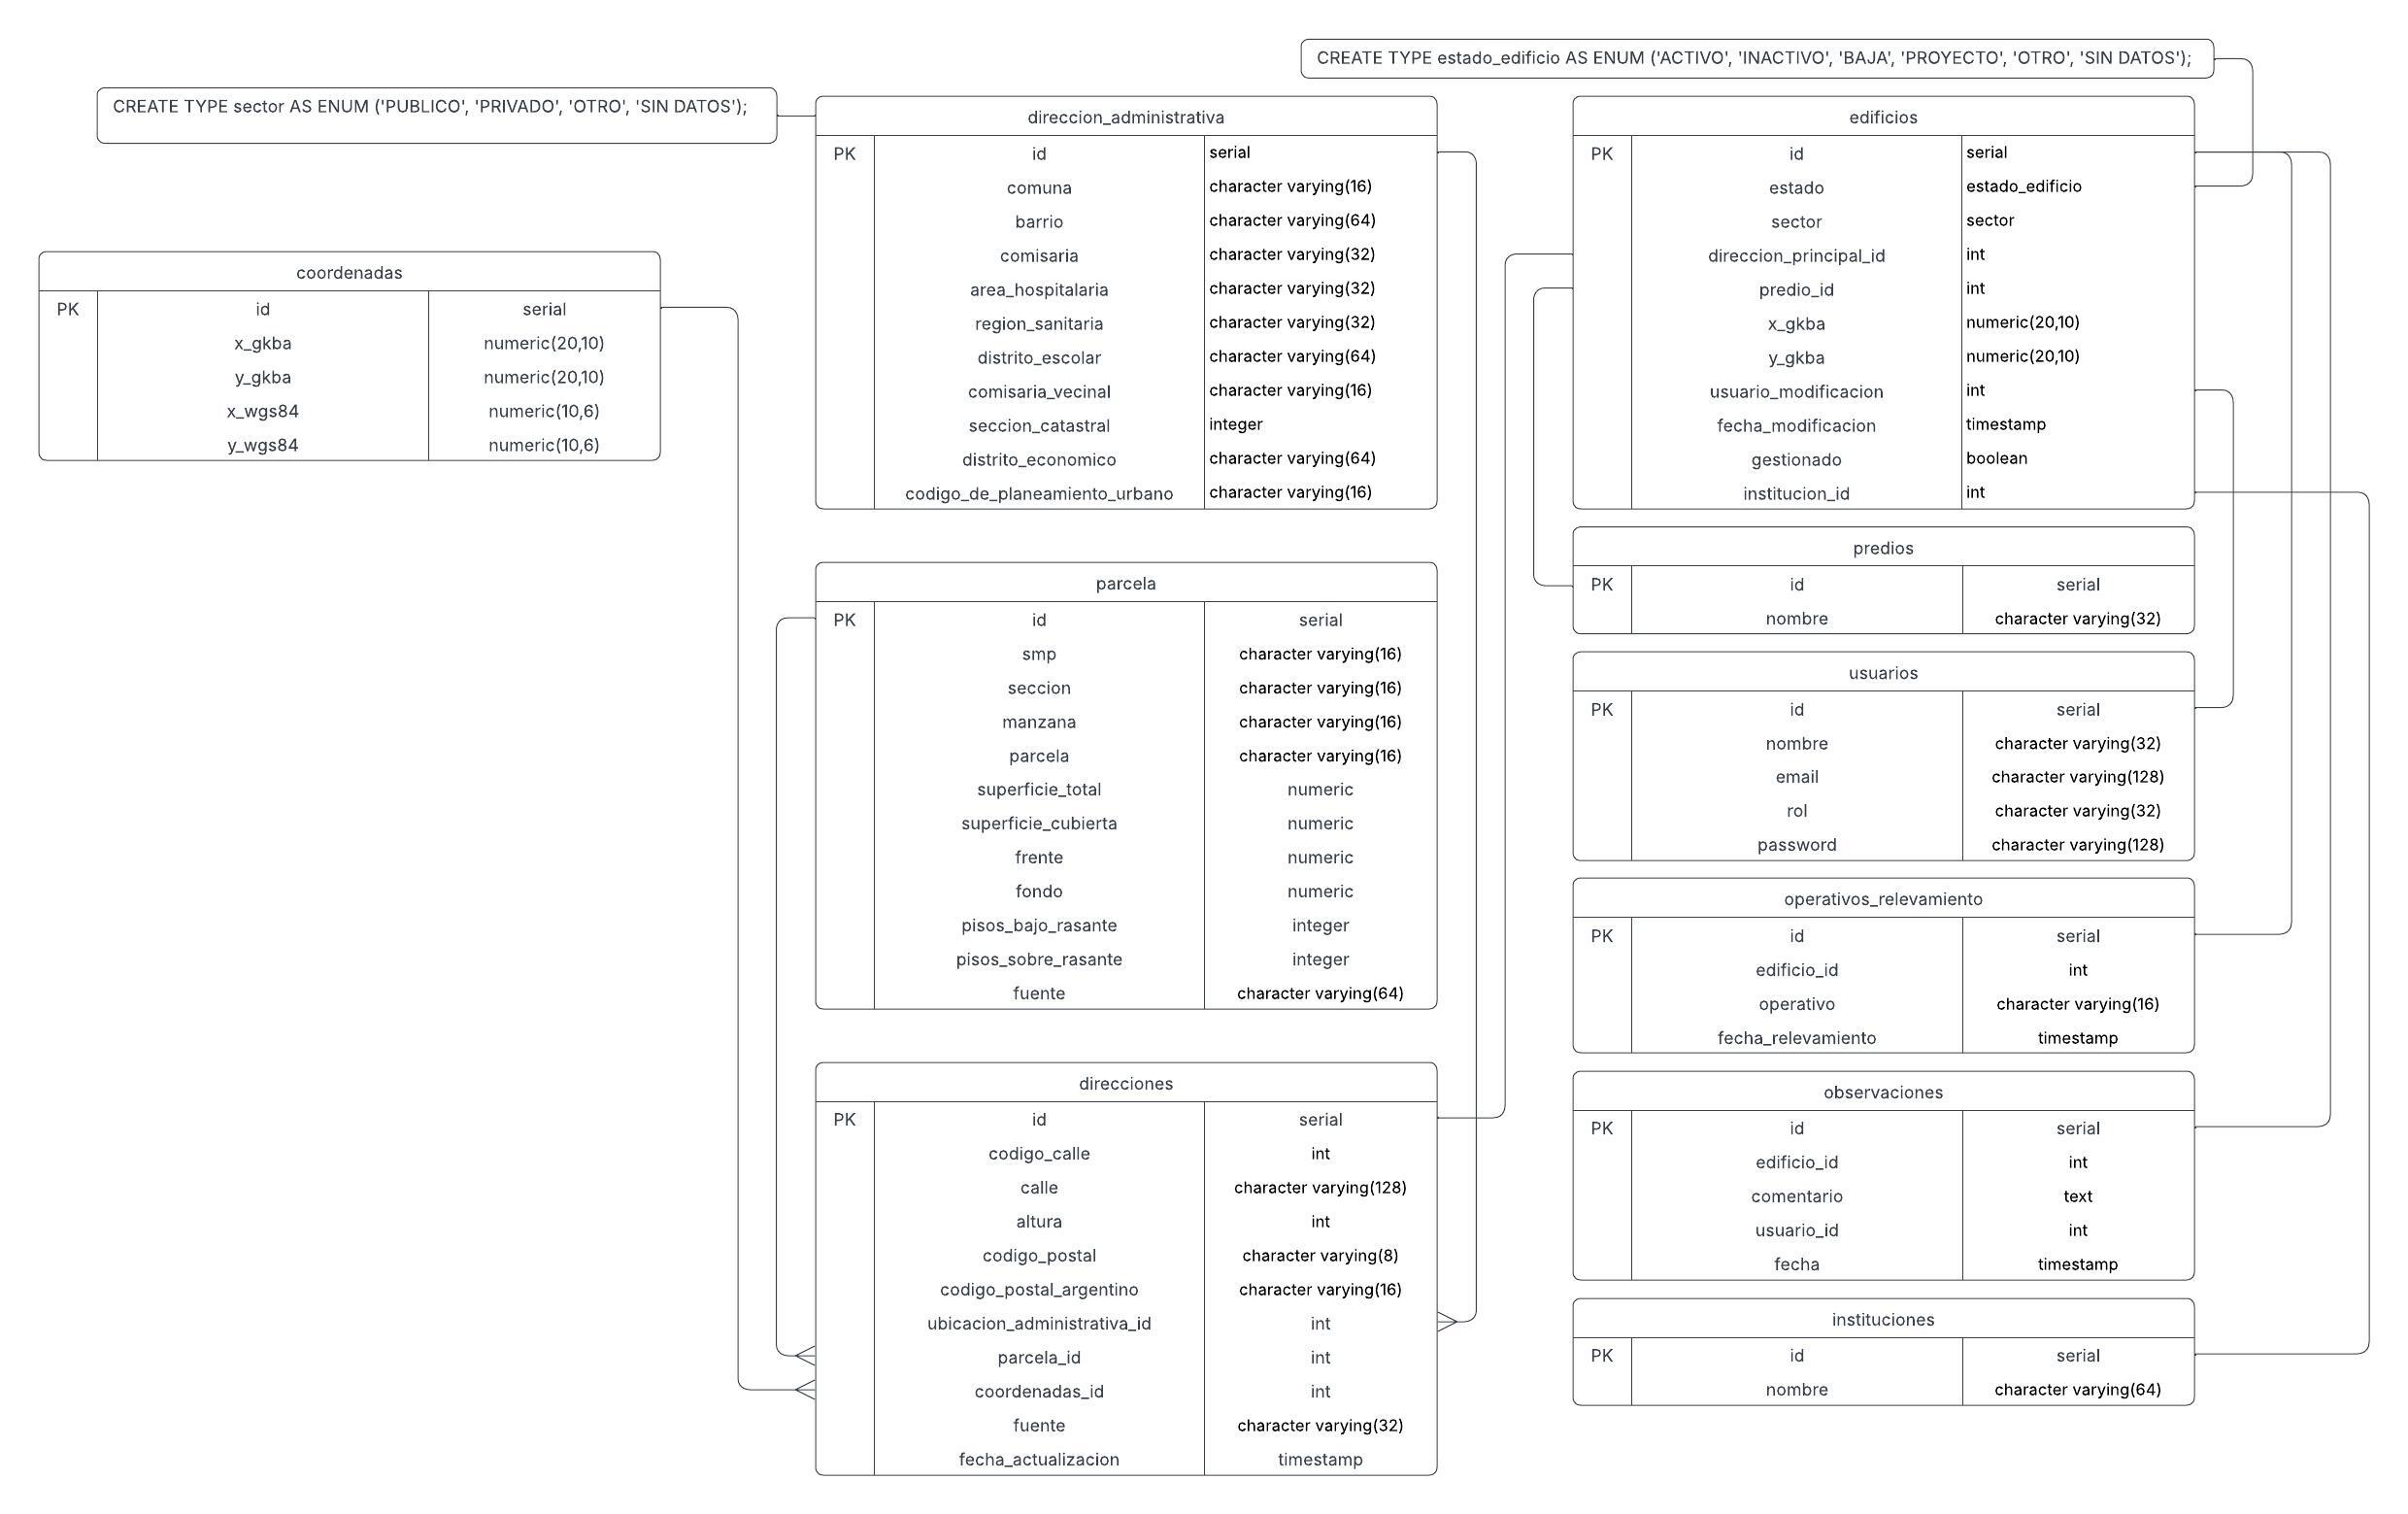 CREATE TYPE estado_edificio AS ENUM ('ACTIVO', 'INACTIVO', 'BAJA', 'PROYECTO', 'OTRO', 'SIN DATOS');
CREATE TYPE sector AS ENUM ('PUBLICO', 'PRIVADO', 'OTRO', 'SIN DATOS');
coordenadas
PK id serial
x_gkba numeric(20,10)
y_gkba numeric(20,10)
x_wgs84 numeric(10,6)
y_wgs84 numeric(10,6)
direccion_administrativa
PK id serial
comuna character varying(16)
barrio character varying(64)
comisaria character varying(32)
area_hospitalaria character varying(32)
region_sanitaria character varying(32)
distrito_escolar character varying(64)
comisaria_vecinal character varying(16)
seccion_catastral integer
distrito_economico character varying(64)
codigo_de_planeamiento_urbano character varying(16)
parcela
PK id serial
smp character varying(16)
seccion character varying(16)
manzana character varying(16)
parcela character varying(16)
superficie_total numeric
superficie_cubierta numeric
frente numeric
fondo numeric
pisos_bajo_rasante integer
pisos_sobre_rasante integer
fuente character varying(64)
direcciones
PK id serial
codigo_calle int
calle character varying(128)
altura int
codigo_postal character varying(8)
codigo_postal_argentino character varying(16)
ubicacion_administrativa_id int
parcela_id int
coordenadas_id int
fuente character varying(32)
fecha_actualizacion timestamp
edificios
PK id serial
estado estado_edificio
sector sector
direccion_principal_id int
predio_id int
x_gkba numeric(20,10)
y_gkba numeric(20,10)
usuario_modificacion int
fecha_modificacion timestamp
gestionado boolean
institucion_id int
predios
PK id serial
nombre character varying(32)
usuarios
PK id serial
nombre character varying(32)
email character varying(128)
rol character varying(32)
password character varying(128)
operativos_relevamiento
PK id serial
edificio_id int
operativo character varying(16)
fecha_relevamiento timestamp
observaciones
PK id serial
edificio_id int
comentario text
usuario_id int
fecha timestamp
instituciones
PK id serial
nombre character varying(64)